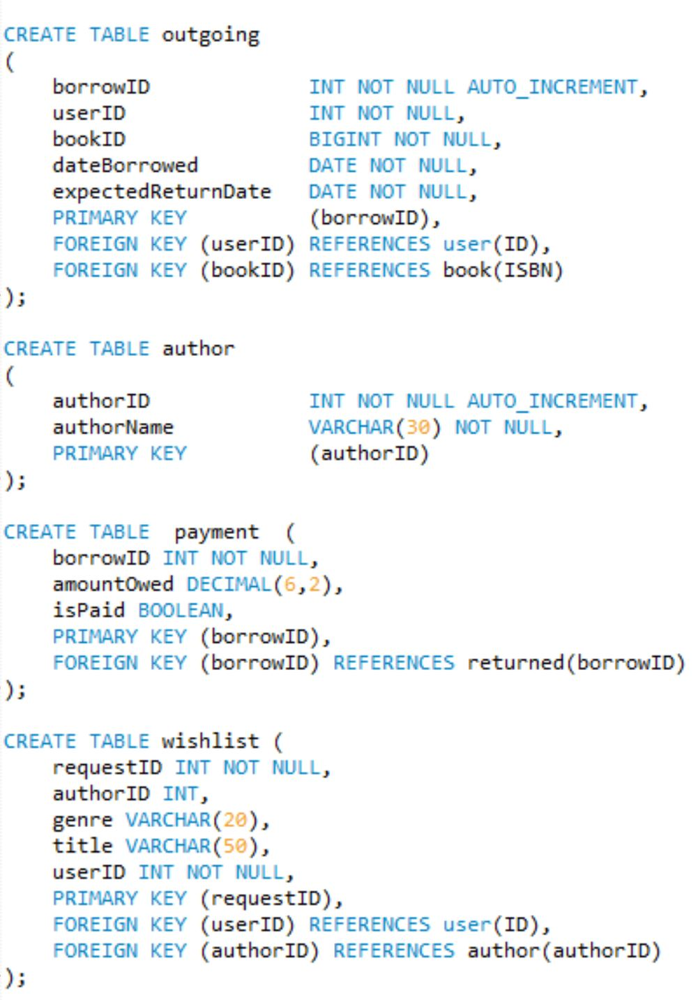 CREATE TABLE outgoing
(
    borrowID             INT NOT NULL AUTO_INCREMENT,
    userID               INT NOT NULL,
    bookID               BIGINT NOT NULL,
    dateBorrowed         DATE NOT NULL,
    expectedReturnDate   DATE NOT NULL,
    PRIMARY KEY          (borrowID),
    FOREIGN KEY (userID) REFERENCES user(ID),
    FOREIGN KEY (bookID) REFERENCES book(ISBN)
);

CREATE TABLE author
(
    authorID             INT NOT NULL AUTO_INCREMENT,
    authorName           VARCHAR(30) NOT NULL,
    PRIMARY KEY          (authorID)
);

CREATE TABLE  payment  (
    borrowID INT NOT NULL,
    amountOwed DECIMAL(6,2),
    isPaid BOOLEAN,
    PRIMARY KEY (borrowID),
    FOREIGN KEY (borrowID) REFERENCES returned(borrowID)
);

CREATE TABLE wishlist (
    requestID INT NOT NULL,
    authorID INT,
    genre VARCHAR(20),
    title VARCHAR(50),
    userID INT NOT NULL,
    PRIMARY KEY (requestID),
    FOREIGN KEY (userID) REFERENCES user(ID),
    FOREIGN KEY (authorID) REFERENCES author(authorID)
);